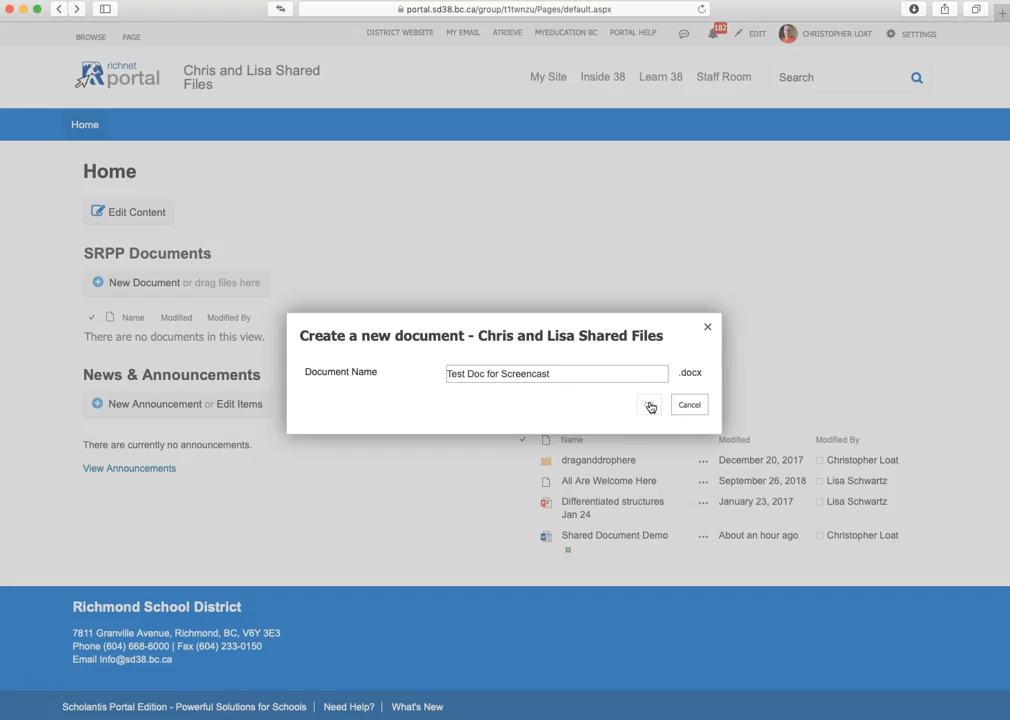 portal.sd38.bc.ca/group/t1twnzu/Pages/default.aspx
BROWSE PAGE DISTRICT WEBSITE MY EMAIL ATRIEVE MYEDUCATION BC PORTAL HELP 182 EDIT CHRISTOPHER LOAT SETTINGS
richnet
portal
Chris and Lisa Shared
Files
My Site Inside 38 Learn 38 Staff Room Search
Home
Home
Edit Content
SRPP Documents
New Document or drag files here
Name Modified Modified By
There are no documents in this view.
News & Announcements
New Announcement or Edit Items
There are currently no announcements.
View Announcements
Create a new document - Chris and Lisa Shared Files
Document Name Test Doc for Screencast .docx
Cancel
Name Modified Modified By
draganddrophere ... December 20, 2017 Christopher Loat
All Are Welcome Here ... September 26, 2018 Lisa Schwartz
Differentiated structures
Jan 24 ... January 23, 2017 Lisa Schwartz
Shared Document Demo ... About an hour ago Christopher Loat
Richmond School District
7811 Granville Avenue, Richmond, BC, V6Y 3E3
Phone (604) 668-6000 | Fax (604) 233-0150
Email Info@sd38.bc.ca
Scholantis Portal Edition - Powerful Solutions for Schools | Need Help? | What's New